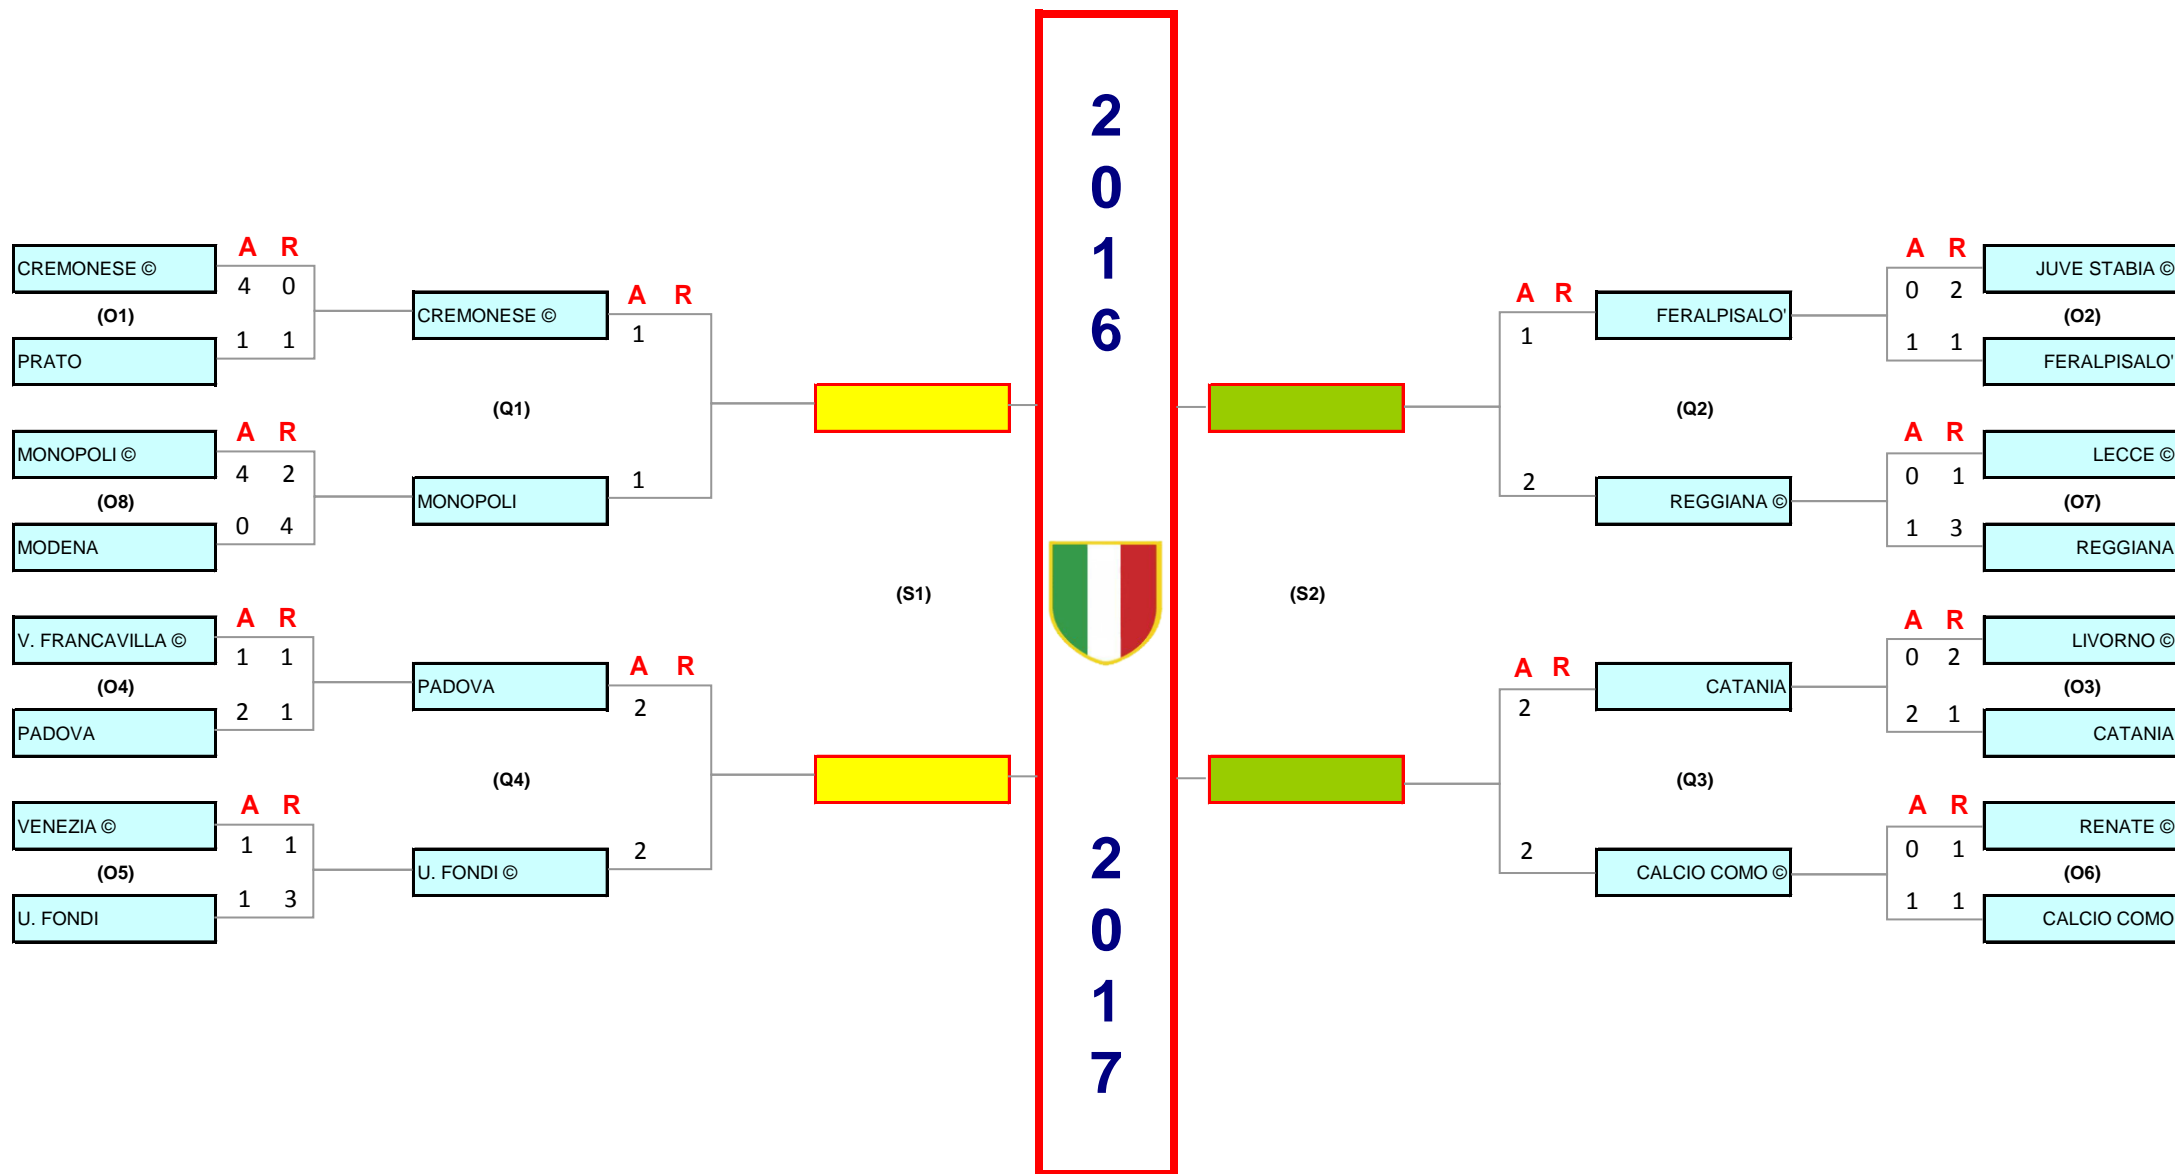 2
0
1
6
A R
CREMONESE ©
4 0
(O1)
1 1
PRATO
A R
MONOPOLI ©
4 2
(O8)
0 4
MODENA
A R
V. FRANCAVILLA ©
1 1
(O4)
2 1
PADOVA
A R
VENEZIA ©
1 1
(O5)
1 3
U. FONDI
A R
CREMONESE ©
1
(Q1)
1
MONOPOLI
A R
PADOVA
2
(Q4)
2
U. FONDI ©
(S1)
(S2)
A R
FERALPISALO'
1
(Q2)
2
REGGIANA ©
A R
CATANIA
2
(Q3)
2
CALCIO COMO ©
A R
JUVE STABIA ©
0 2
(O2)
1 1
FERALPISALO'
A R
LECCE ©
0 1
(O7)
1 3
REGGIANA
A R
LIVORNO ©
0 2
(O3)
2 1
CATANIA
A R
RENATE ©
0 1
(O6)
1 1
CALCIO COMO
2
0
1
7